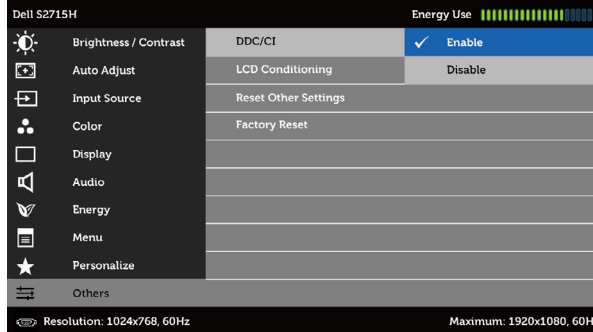 Dell S2715H Energy Use
Brightness / Contrast DDC/CI ✓ Enable
Auto Adjust LCD Conditioning Disable
Input Source Reset Other Settings
Color Factory Reset
Display
Audio
Energy
Menu
Personalize
Others
Resolution: 1024x768, 60Hz Maximum: 1920x1080, 60H